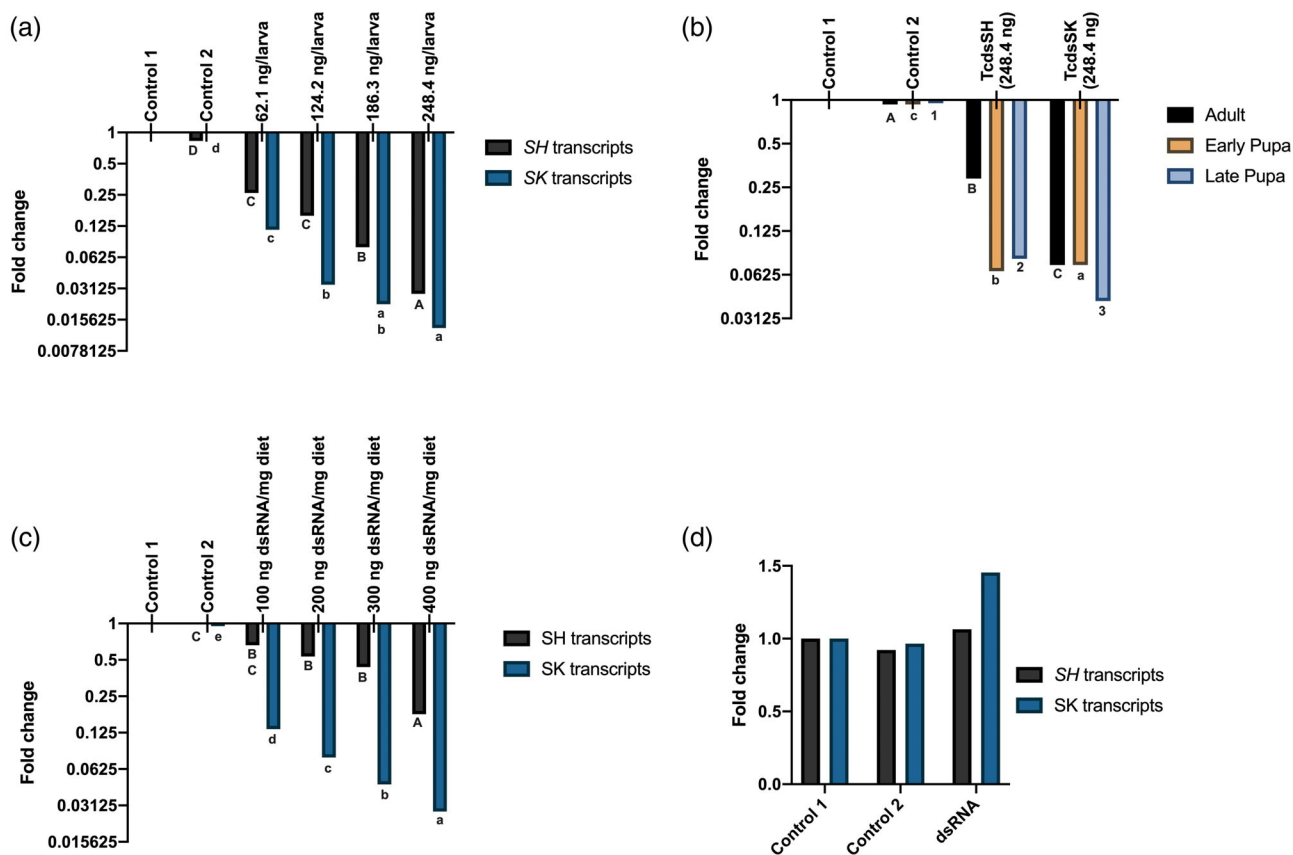 (a)
Control 1
Control 2
62.1 ng/larva
124.2 ng/larva
186.3 ng/larva
248.4 ng/larva
Fold change
1
0.5
0.25
0.125
0.0625
0.03125
0.015625
0.0078125
D
d
C
c
C
b
B
a
b
A
a
SH transcripts
SK transcripts
(b)
Control 1
Control 2
TcdsSH
(248.4 ng)
TcdsSK
(248.4 ng)
Fold change
1
0.5
0.25
0.125
0.0625
0.03125
A
c
1
B
b
2
C
a
3
Adult
Early Pupa
Late Pupa
(c)
Control 1
Control 2
100 ng dsRNA/mg diet
200 ng dsRNA/mg diet
300 ng dsRNA/mg diet
400 ng dsRNA/mg diet
Fold change
1
0.5
0.25
0.125
0.0625
0.03125
0.015625
C
e
B
C
d
B
c
B
b
A
a
SH transcripts
SK transcripts
(d)
Fold change
1.5
1.0
0.5
0.0
Control 1
Control 2
dsRNA
SH transcripts
SK transcripts